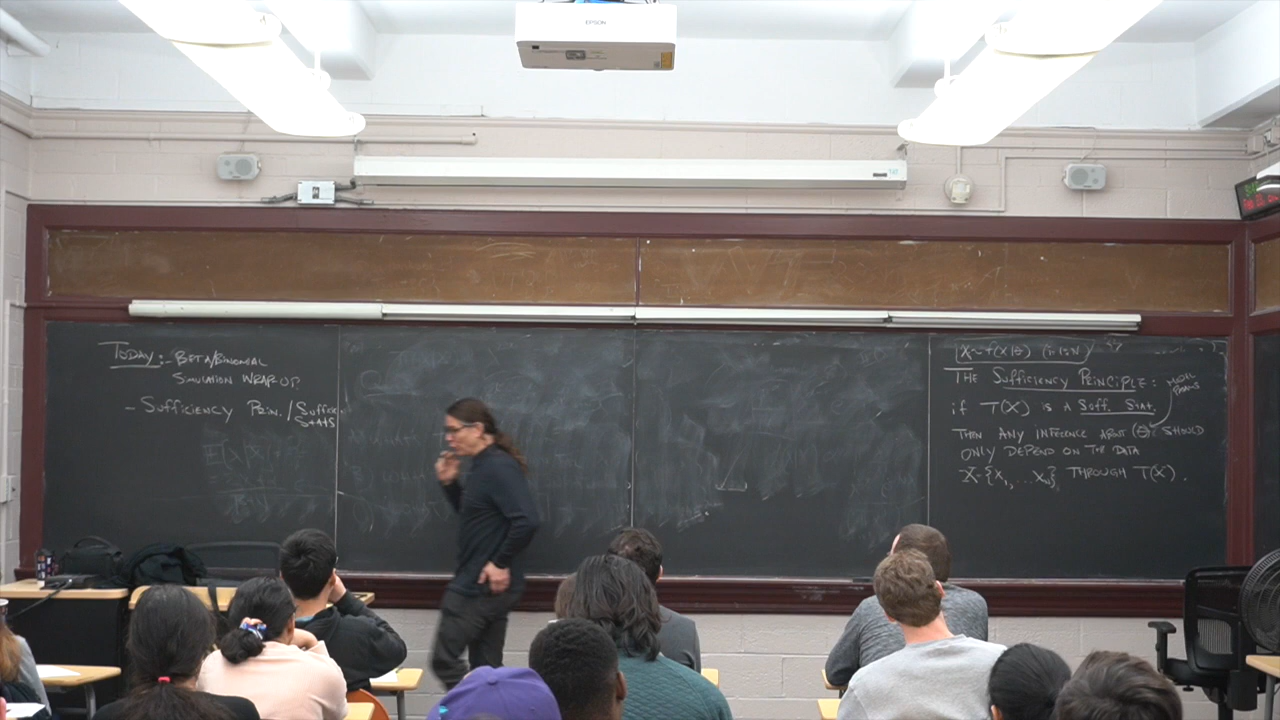 EPSON
TODAY:- BETA/BINOMIAL
SIMULATION WRAP-UP
- SUFFICIENCY PRIN. / SUFFIC
STATS
X~f(x|θ)
THE SUFFICIENCY PRINCIPLE:
MODEL
PARAMS
if T(X) IS A SUFF. STAT.
THEN ANY INFERENCE ABOUT θ SHOULD
ONLY DEPEND ON THE DATA
X={x₁,...xₙ} THROUGH T(X).